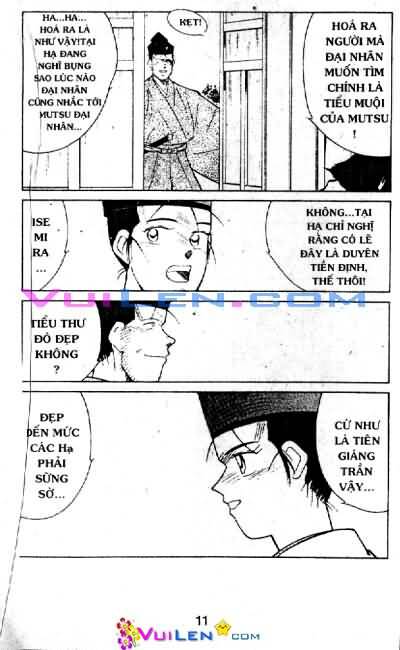 HOÁ RA
NGƯỜI MÀ
ĐẠI NHÂN
MUỐN TÌM
CHÍNH LÀ
TIỂU MUỘI
CỦA MUTSU
!
KẸT!
HA...HA...
HOÁ RA LÀ
NHƯ VẬY!TẠI
HẠ ĐANG
NGHĨ BỤNG
SAO LÚC NÀO
ĐẠI NHÂN
CŨNG NHẮC TỚI
MUTSU ĐẠI
NHÂN...
KHÔNG...TẠI
HẠ CHỈ NGHĨ
RẰNG CÓ LẼ
ĐÂY LÀ DUYÊN
TIỀN ĐỊNH,
THẾ THÔI!
ISE
MI
RA
...
VUILEN.COM
TIỂU THƯ
ĐÓ ĐẸP
KHÔNG
?
CỨ NHƯ
LÀ TIÊN
GIÁNG
TRẦN
VẬY...
ĐẸP
ĐẾN MỨC
CÁC HẠ
PHẢI
SỮNG
SỜ...
11
VUILEN.COM